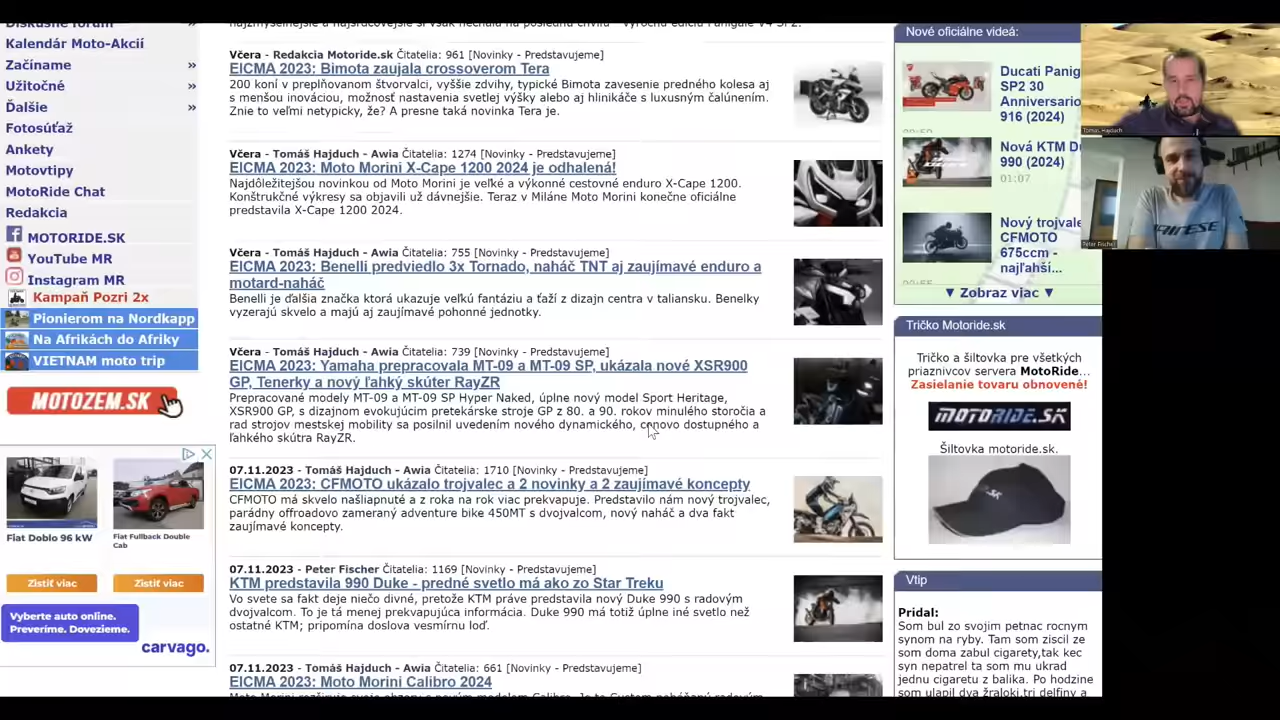 Diskusné fórum
Kalendár Moto-Akcií
Začíname »
Užitočné »
Ďalšie »
Fotosúťaž
Ankety
Motovtipy
MotoRide Chat
Redakcia
MOTORIDE.SK
YouTube MR
Instagram MR
Kampaň Pozri 2x
Pionierom na Nordkapp
Na Afrikách do Afriky
VIETNAM moto trip
MOTOZEM.SK
Fiat Doblo 96 kW
Fiat Fullback Double
Cab
Zistiť viac
Zistiť viac
Vyberte auto online.
Preveríme. Dovezieme.
carvago.
Včera - Redakcia Motoride.sk Čitatelia: 961 [Novinky - Predstavujeme]
EICMA 2023: Bimota zaujala crossoverom Tera
200 koní v prepĺňovanom štvorvalci, vyššie zdvihy, typické Bimota zavesenie predného kolesa aj
s menšou inováciou, možnosť nastavenia svetlej výšky alebo aj hlinikáče s luxusným čalúnením.
Znie to veľmi netypicky, že? A presne taká novinka Tera je.
Včera - Tomáš Hajduch - Awia Čitatelia: 1274 [Novinky - Predstavujeme]
EICMA 2023: Moto Morini X-Cape 1200 2024 je odhalená!
Najdôležitejšou novinkou od Moto Morini je veľké a výkonné cestovné enduro X-Cape 1200.
Konštrukčné výkresy sa objavili už dávnejšie. Teraz v Miláne Moto Morini konečne oficiálne
predstavila X-Cape 1200 2024.
Včera - Tomáš Hajduch - Awia Čitatelia: 755 [Novinky - Predstavujeme]
EICMA 2023: Benelli predviedlo 3x Tornado, naháč TNT aj zaujímavé enduro a
motard-naháč
Benelli je ďalšia značka ktorá ukazuje veľkú fantáziu a ťaží z dizajn centra v taliansku. Benelky
vyzerajú skvelo a majú aj zaujímavé pohonné jednotky.
Včera - Tomáš Hajduch - Awia Čitatelia: 739 [Novinky - Predstavujeme]
EICMA 2023: Yamaha prepracovala MT-09 a MT-09 SP, ukázala nové XSR900
GP, Tenerky a nový ľahký skúter RayZR
Prepracované modely MT-09 a MT-09 SP Hyper Naked, úplne nový model Sport Heritage,
XSR900 GP, s dizajnom evokujúcim pretekárske stroje GP z 80. a 90. rokov minulého storočia a
rad strojov mestskej mobility sa posilnil uvedením nového dynamického, cenovo dostupného a
ľahkého skútra RayZR.
07.11.2023 - Tomáš Hajduch - Awia Čitatelia: 1710 [Novinky - Predstavujeme]
EICMA 2023: CFMOTO ukázalo trojvalec a 2 novinky a 2 zaujímavé koncepty
CFMOTO má skvelo našliapnuté a z roka na rok viac prekvapuje. Predstavilo nám nový trojvalec,
parádny offroadovo zameraný adventure bike 450MT s dvojvalcom, nový naháč a dva fakt
zaujímavé koncepty.
07.11.2023 - Peter Fischer Čitatelia: 1169 [Novinky - Predstavujeme]
KTM predstavila 990 Duke - predné svetlo má ako zo Star Treku
Vo svete sa fakt deje niečo divné, pretože KTM práve predstavila nový Duke 990 s radovým
dvojvalcom. To je tá menej prekvapujúca informácia. Duke 990 má totiž úplne iné svetlo než
ostatné KTM; pripomína doslova vesmírnu loď.
07.11.2023 - Tomáš Hajduch - Awia Čitatelia: 661 [Novinky - Predstavujeme]
EICMA 2023: Moto Morini Calibro 2024
Nové oficiálne videá:
Ducati Panig
SP2 30
Anniversario
916 (2024)
Nová KTM Du
990 (2024)
01:07
Nový trojvale
CFMOTO
675ccm -
najľahší...
▼ Zobraz viac ▼
Tričko Motoride.sk
Tričko a šiltovka pre všetkých
priaznivcov servera MotoRide...
Zasielanie tovaru obnovené!
MOTORIDE.SK
Šiltovka motoride.sk.
Vtip
Pridal:
Som bul zo svojim petnac rocnym
synom na ryby. Tam som ziscil ze
som doma zabul cigarety,tak kec
syn nepatrel ta som mu ukrad
jednu cigaretu z balika. Po hodzine
som ulapil dva žraloki,tri delfiny a
Tomáš Hajduch
Peter Fischer